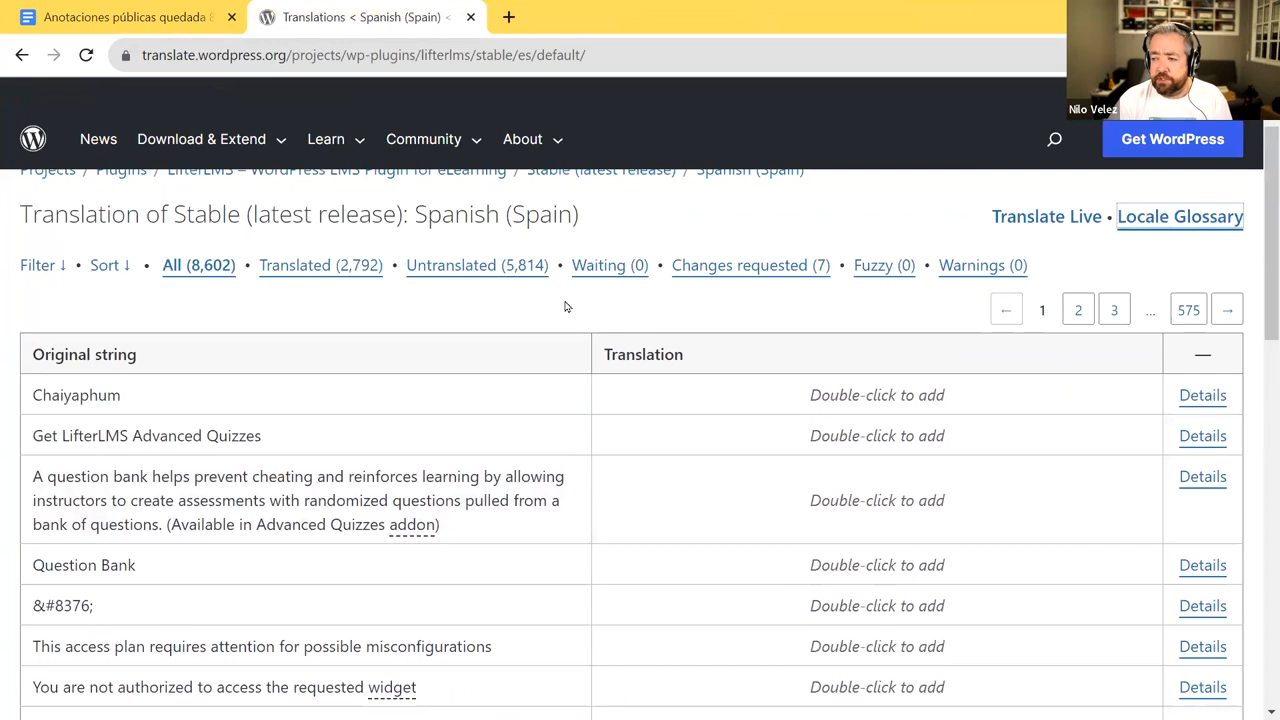 Anotaciones públicas quedada 8
Translations < Spanish (Spain) <
translate.wordpress.org/projects/wp-plugins/lifterlms/stable/es/default/
Nilo Velez
News Download & Extend Learn Community About Get WordPress
Projects / Plugins / LifterLMS – WordPress LMS Plugin for eLearning / Stable (latest release) / Spanish (Spain)
Translation of Stable (latest release): Spanish (Spain)
Translate Live • Locale Glossary
Filter ↓ • Sort ↓ • All (8,602) • Translated (2,792) • Untranslated (5,814) • Waiting (0) • Changes requested (7) • Fuzzy (0) • Warnings (0)
← 1 2 3 … 575 →
Original string Translation —
Chaiyaphum Double-click to add Details
Get LifterLMS Advanced Quizzes Double-click to add Details
A question bank helps prevent cheating and reinforces learning by allowing
instructors to create assessments with randomized questions pulled from a
bank of questions. (Available in Advanced Quizzes addon)
Double-click to add Details
Question Bank Double-click to add Details
&#8376; Double-click to add Details
This access plan requires attention for possible misconfigurations Double-click to add Details
You are not authorized to access the requested widget Double-click to add Details